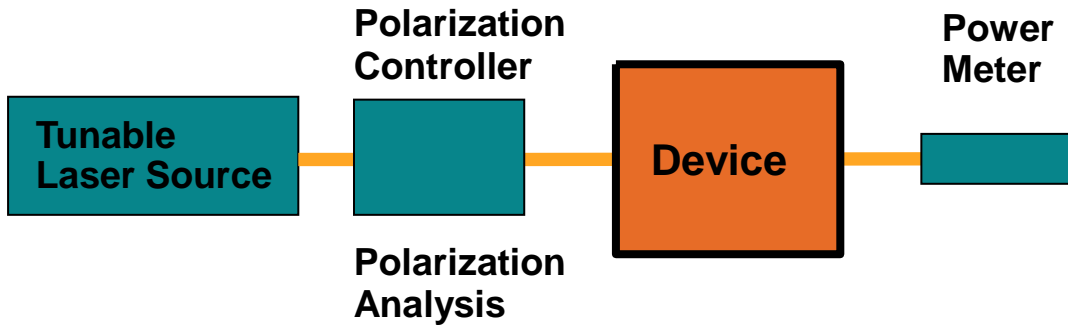 Polarization
Controller
Power
Meter
Tunable
Laser Source
Device
Polarization
Analysis